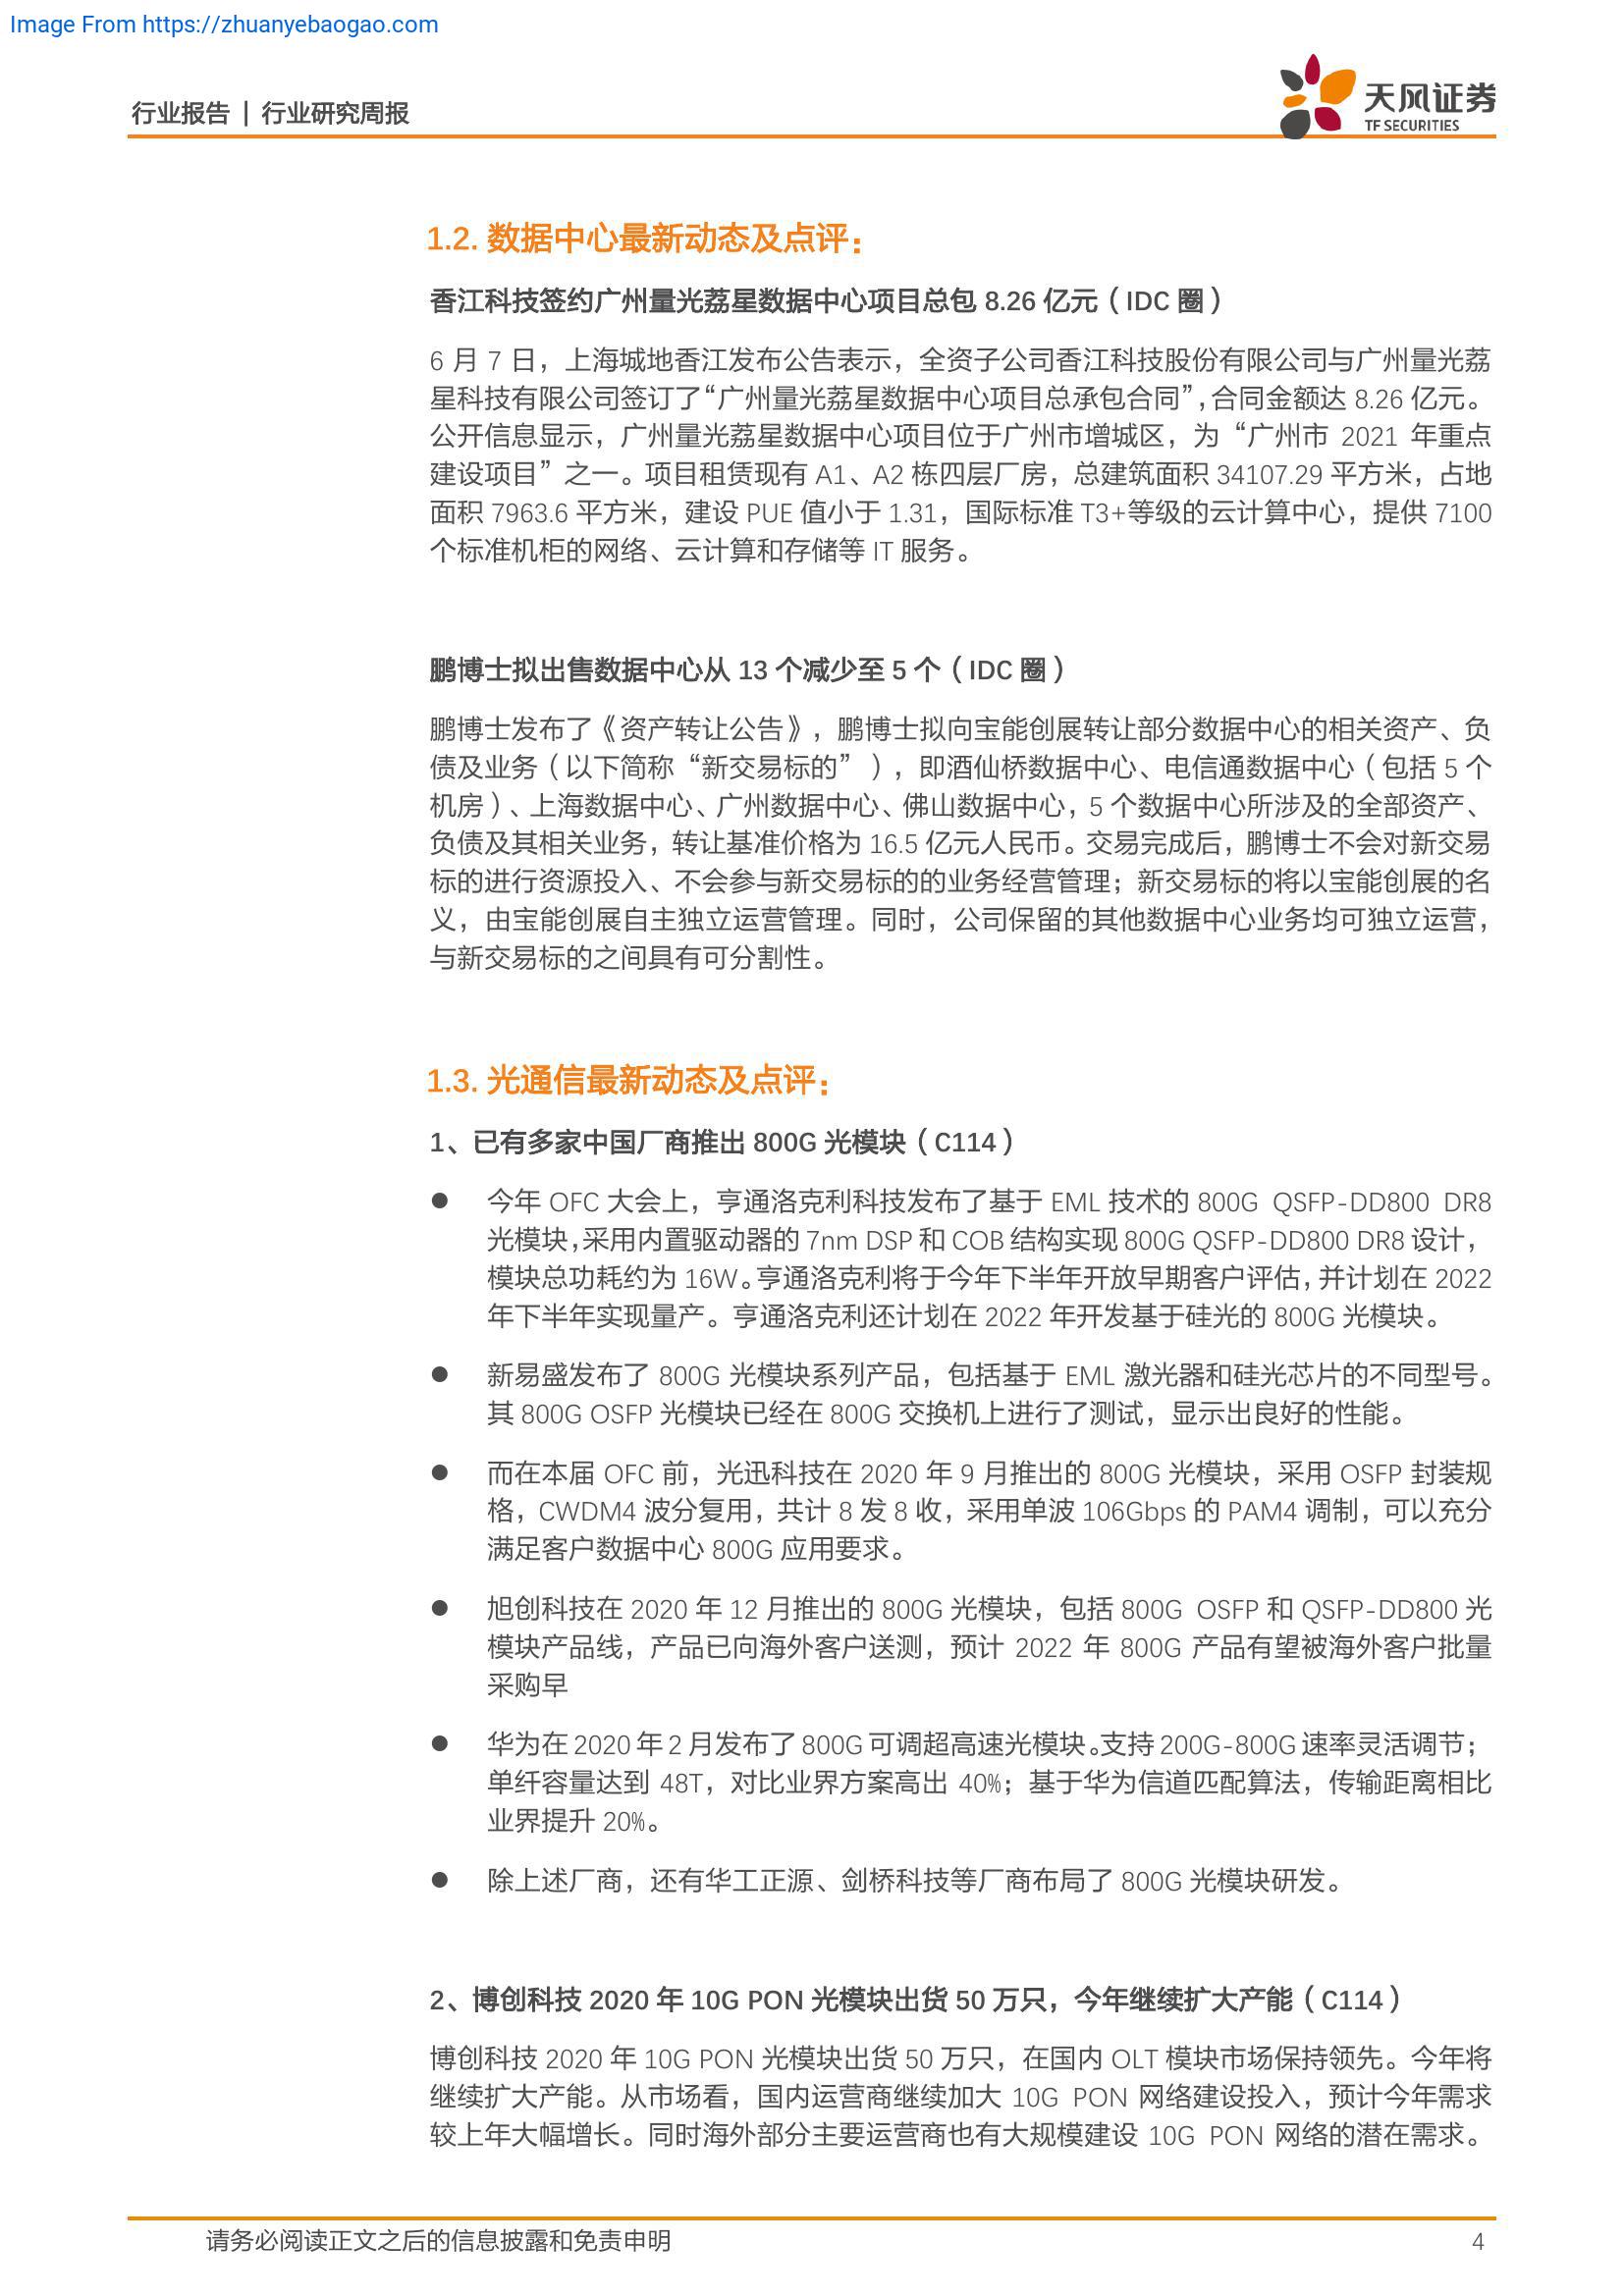 Image From https://zhuanyebaogao.com
行业报告 | 行业研究周报
天风证券
TF SECURITIES
1.2. 数据中心最新动态及点评：
香江科技签约广州量光荔星数据中心项目总包 8.26 亿元（IDC 圈）
6 月 7 日，上海城地香江发布公告表示，全资子公司香江科技股份有限公司与广州量光荔
星科技有限公司签订了“广州量光荔星数据中心项目总承包合同”，合同金额达 8.26 亿元。
公开信息显示，广州量光荔星数据中心项目位于广州市增城区，为“广州市 2021 年重点
建设项目”之一。项目租赁现有 A1、A2 栋四层厂房，总建筑面积 34107.29 平方米，占地
面积 7963.6 平方米，建设 PUE 值小于 1.31，国际标准 T3+等级的云计算中心，提供 7100
个标准机柜的网络、云计算和存储等 IT 服务。
鹏博士拟出售数据中心从 13 个减少至 5 个（IDC 圈）
鹏博士发布了《资产转让公告》，鹏博士拟向宝能创展转让部分数据中心的相关资产、负
债及业务（以下简称“新交易标的”），即酒仙桥数据中心、电信通数据中心（包括 5 个
机房）、上海数据中心、广州数据中心、佛山数据中心，5 个数据中心所涉及的全部资产、
负债及其相关业务，转让基准价格为 16.5 亿元人民币。交易完成后，鹏博士不会对新交易
标的进行资源投入、不会参与新交易标的的业务经营管理；新交易标的将以宝能创展的名
义，由宝能创展自主独立运营管理。同时，公司保留的其他数据中心业务均可独立运营，
与新交易标的之间具有可分割性。
1.3. 光通信最新动态及点评：
1、已有多家中国厂商推出 800G 光模块（C114）
● 今年 OFC 大会上，亨通洛克利科技发布了基于 EML 技术的 800G QSFP-DD800 DR8
光模块，采用内置驱动器的 7nm DSP 和 COB 结构实现 800G QSFP-DD800 DR8 设计，
模块总功耗约为 16W。亨通洛克利将于今年下半年开放早期客户评估，并计划在 2022
年下半年实现量产。亨通洛克利还计划在 2022 年开发基于硅光的 800G 光模块。
● 新易盛发布了 800G 光模块系列产品，包括基于 EML 激光器和硅光芯片的不同型号。
其 800G OSFP 光模块已经在 800G 交换机上进行了测试，显示出良好的性能。
● 而在本届 OFC 前，光迅科技在 2020 年 9 月推出的 800G 光模块，采用 OSFP 封装规
格，CWDM4 波分复用，共计 8 发 8 收，采用单波 106Gbps 的 PAM4 调制，可以充分
满足客户数据中心 800G 应用要求。
● 旭创科技在 2020 年 12 月推出的 800G 光模块，包括 800G OSFP 和 QSFP-DD800 光
模块产品线，产品已向海外客户送测，预计 2022 年 800G 产品有望被海外客户批量
采购早
● 华为在 2020 年 2 月发布了 800G 可调超高速光模块。支持 200G-800G 速率灵活调节；
单纤容量达到 48T，对比业界方案高出 40%；基于华为信道匹配算法，传输距离相比
业界提升 20%。
● 除上述厂商，还有华工正源、剑桥科技等厂商布局了 800G 光模块研发。
2、博创科技 2020 年 10G PON 光模块出货 50 万只，今年继续扩大产能（C114）
博创科技 2020 年 10G PON 光模块出货 50 万只，在国内 OLT 模块市场保持领先。今年将
继续扩大产能。从市场看，国内运营商继续加大 10G PON 网络建设投入，预计今年需求
较上年大幅增长。同时海外部分主要运营商也有大规模建设 10G PON 网络的潜在需求。
请务必阅读正文之后的信息披露和免责申明
4